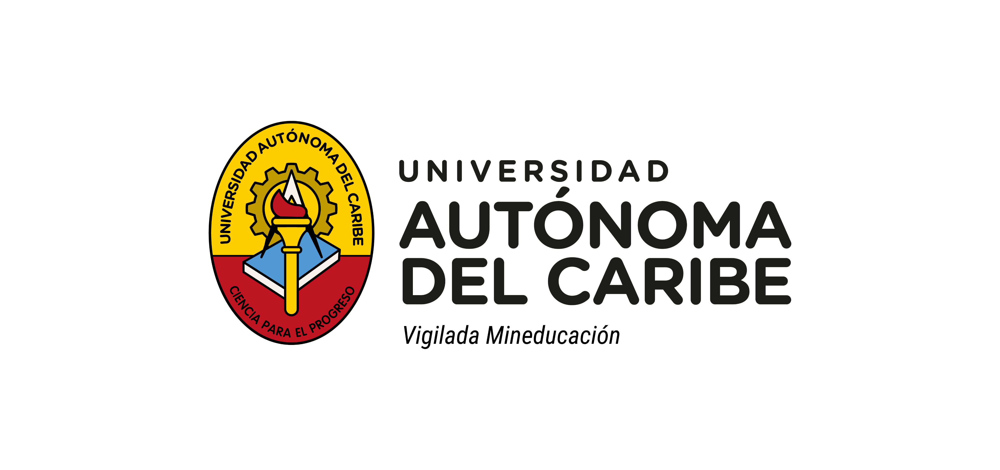 UNIVERSIDAD AUTÓNOMA DEL CARIBE
CIENCIA PARA EL PROGRESO
UNIVERSIDAD
AUTÓNOMA
DEL CARIBE
Vigilada Mineducación